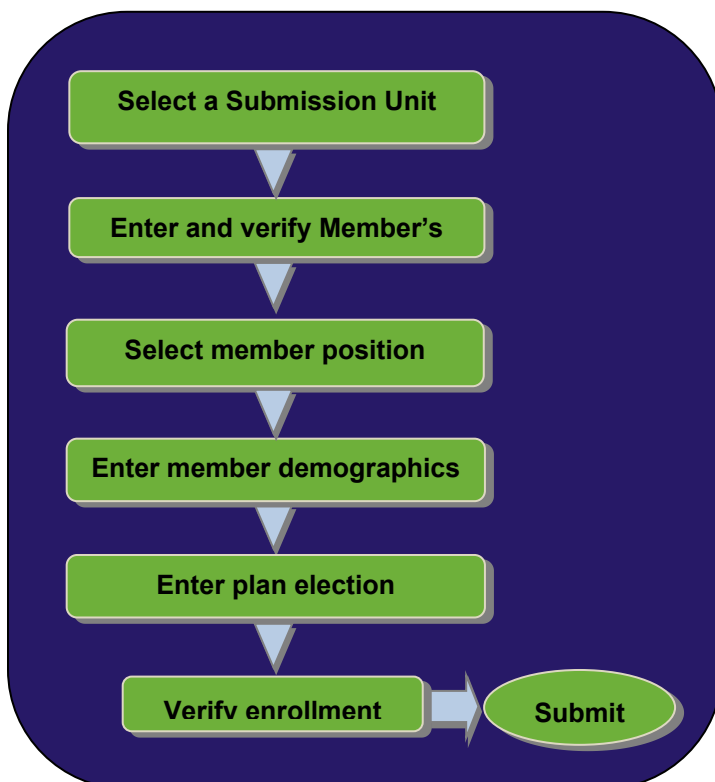 Select a Submission Unit
Enter and verify Member’s
Select member position
Enter member demographics
Enter plan election
Verify enrollment
Submit